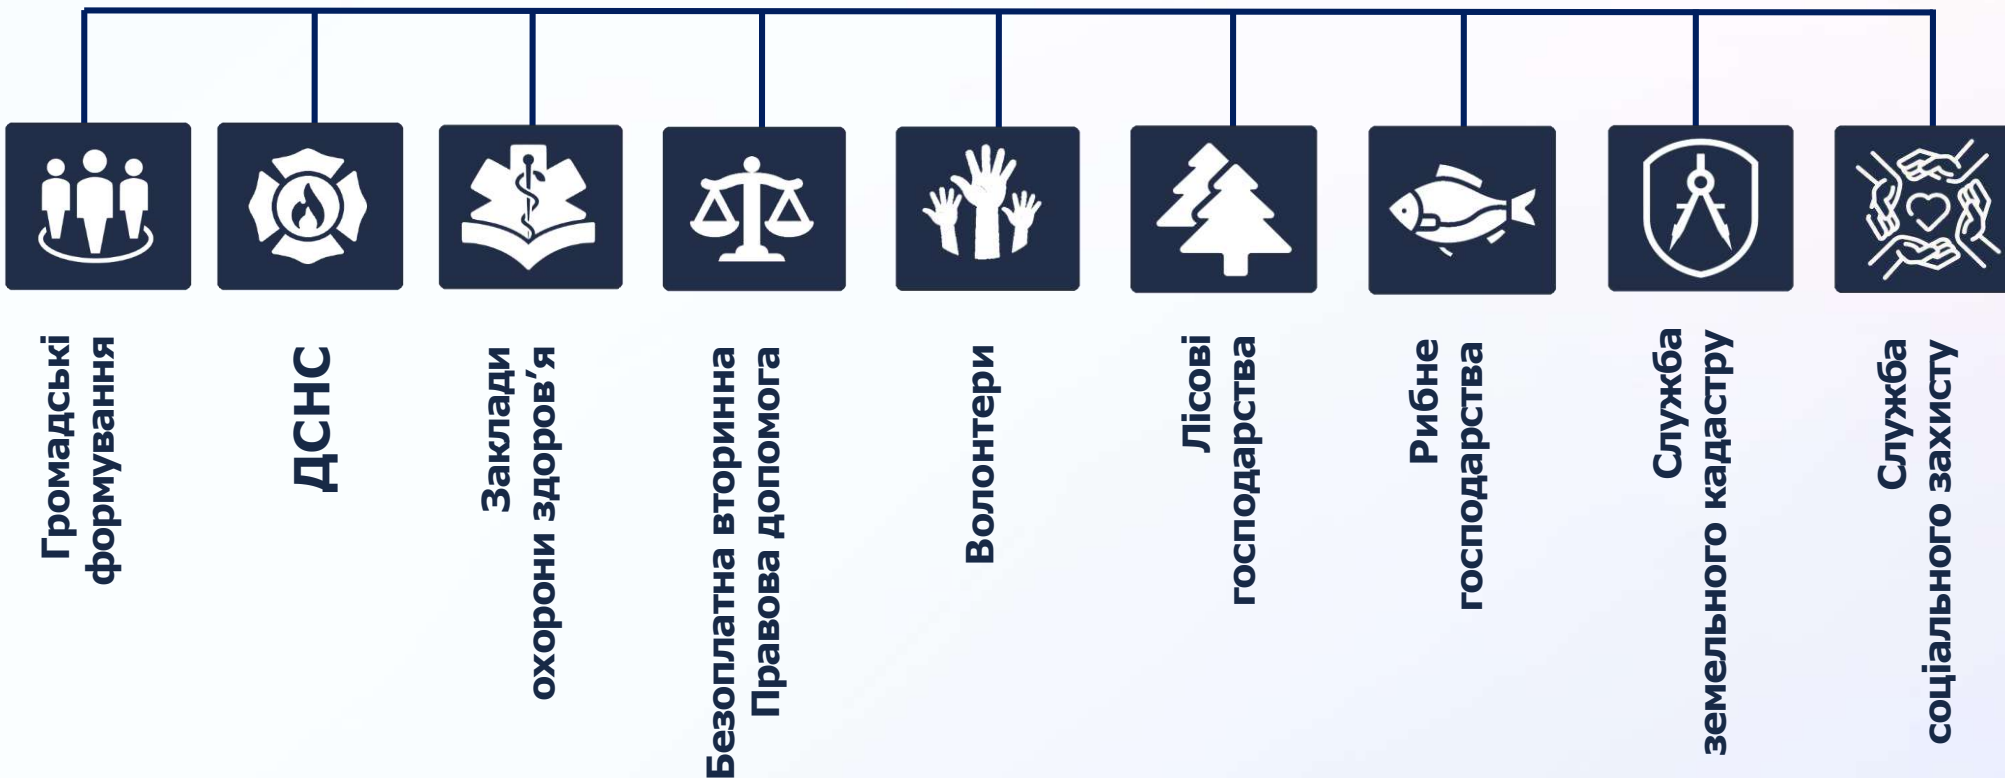 Громадські
формування
ДСНС
Заклади
охорони здоров’я
Безоплатна вторинна
Правова допомога
Волонтери
Лісові
господарства
Рибне
господарства
Служба
земельного кадастру
Служба
соціального захисту